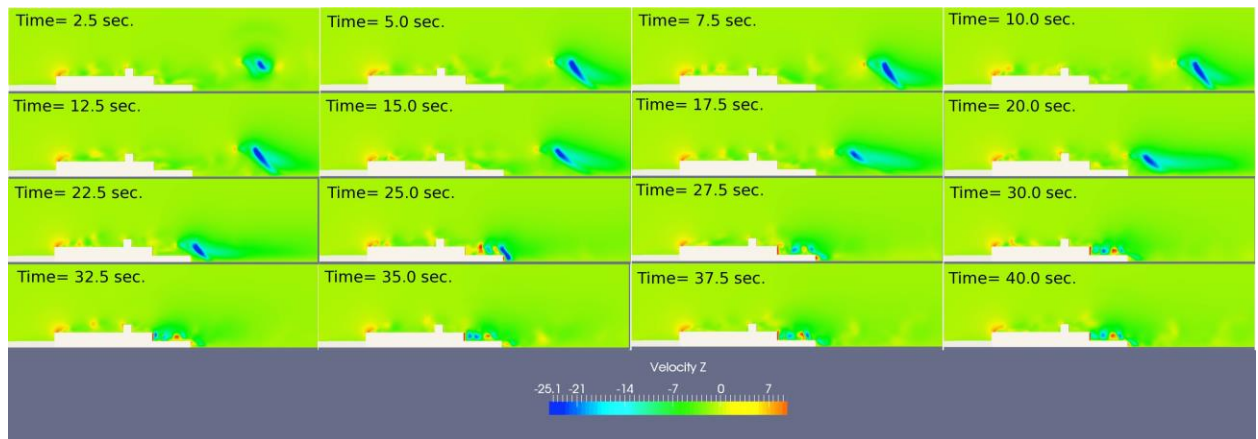 Time= 2.5 sec.
Time= 5.0 sec.
Time= 7.5 sec.
Time= 10.0 sec.
Time= 12.5 sec.
Time= 15.0 sec.
Time= 17.5 sec.
Time= 20.0 sec.
Time= 22.5 sec.
Time= 25.0 sec.
Time= 27.5 sec.
Time= 30.0 sec.
Time= 32.5 sec.
Time= 35.0 sec.
Time= 37.5 sec.
Time= 40.0 sec.
Velocity Z
-25.1 -21 -14 -7 0 7